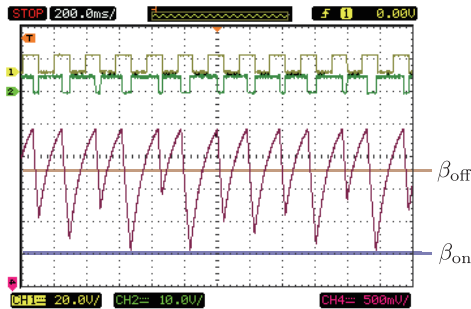 STOP 200.0ms/ ƒ 1 0.00V
T
1
2
β_off
β_on
CH1 20.0V/ CH2 10.0V/ CH4 500mV/